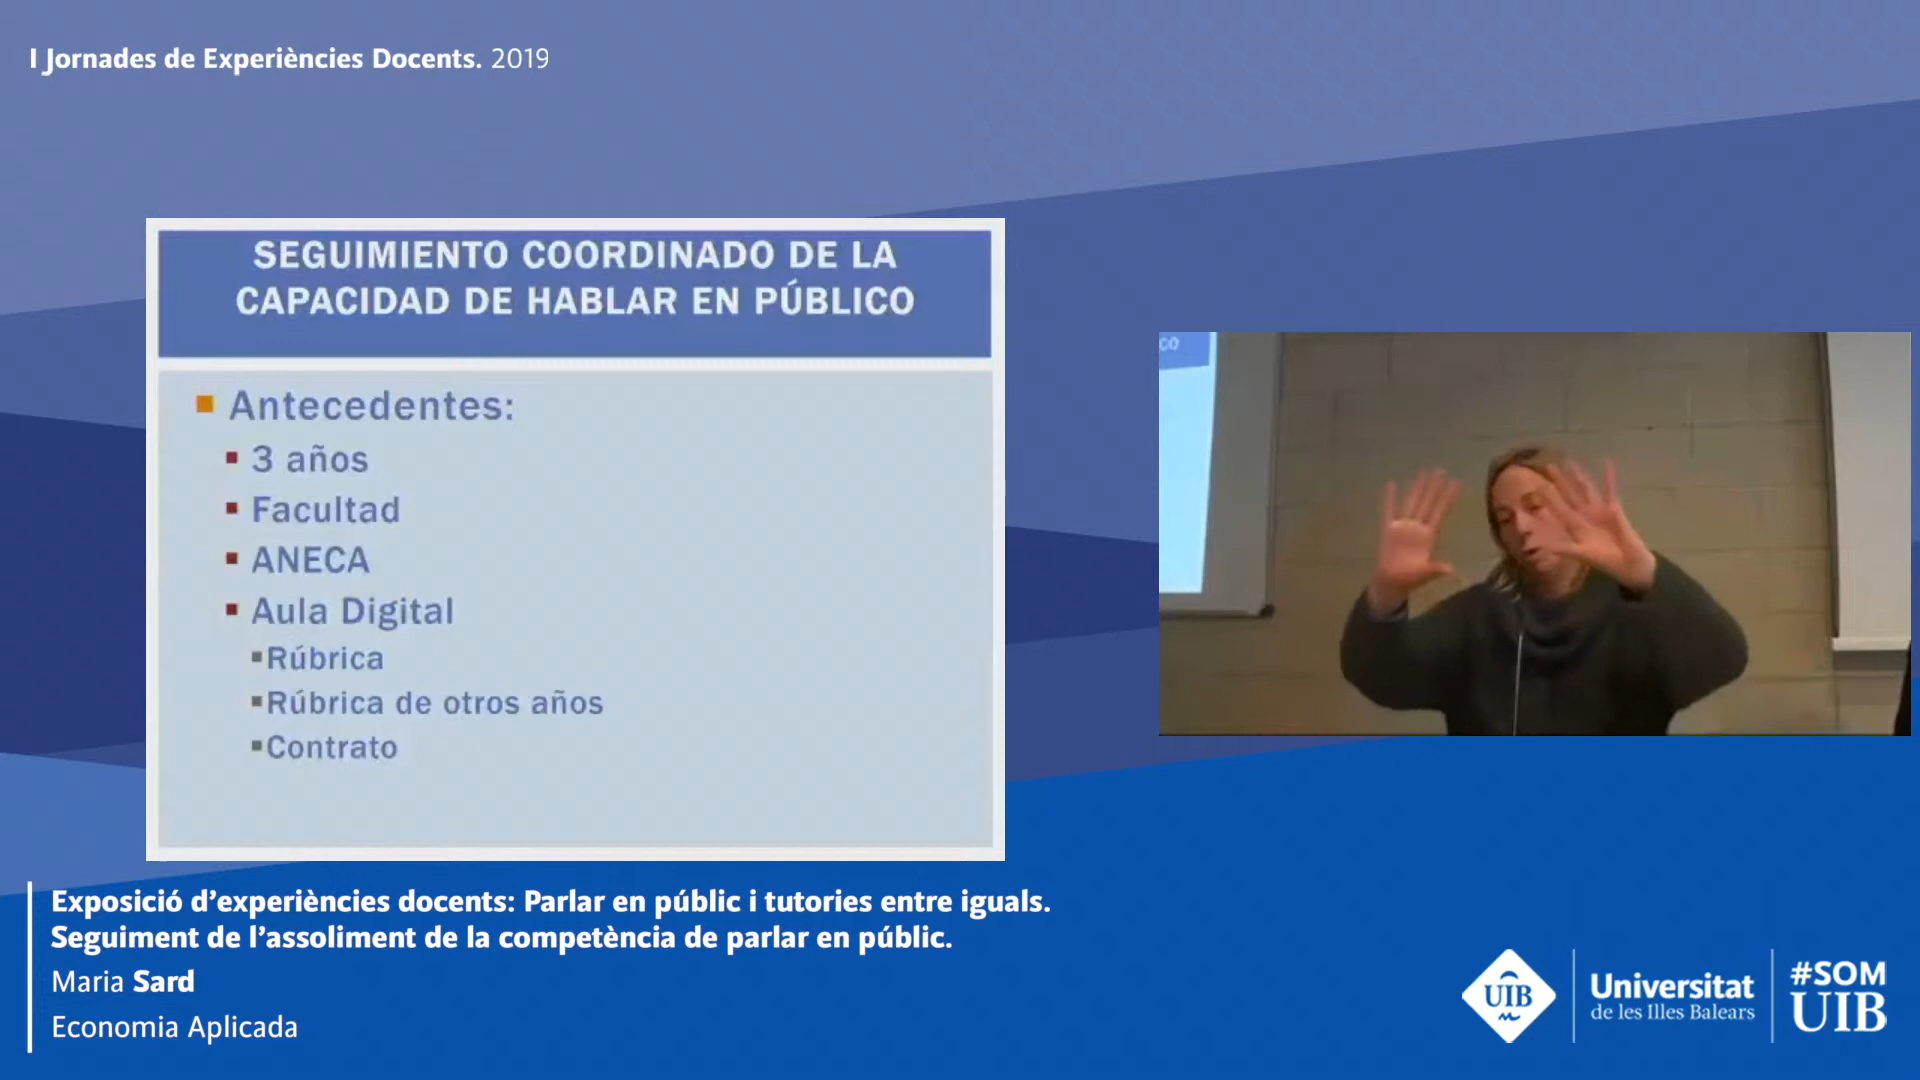 I Jornades de Experiències Docents. 2019
SEGUIMIENTO COORDINADO DE LA
CAPACIDAD DE HABLAR EN PÚBLICO
Antecedentes:
3 años
Facultad
ANECA
Aula Digital
Rúbrica
Rúbrica de otros años
Contrato
CO
Exposició d'experiències docents: Parlar en públic i tutories entre iguals.
Seguiment de l'assoliment de la competència de parlar en públic.
Maria Sard
Economia Aplicada
UIB
Universitat
de les Illes Balears
#SOM
UIB